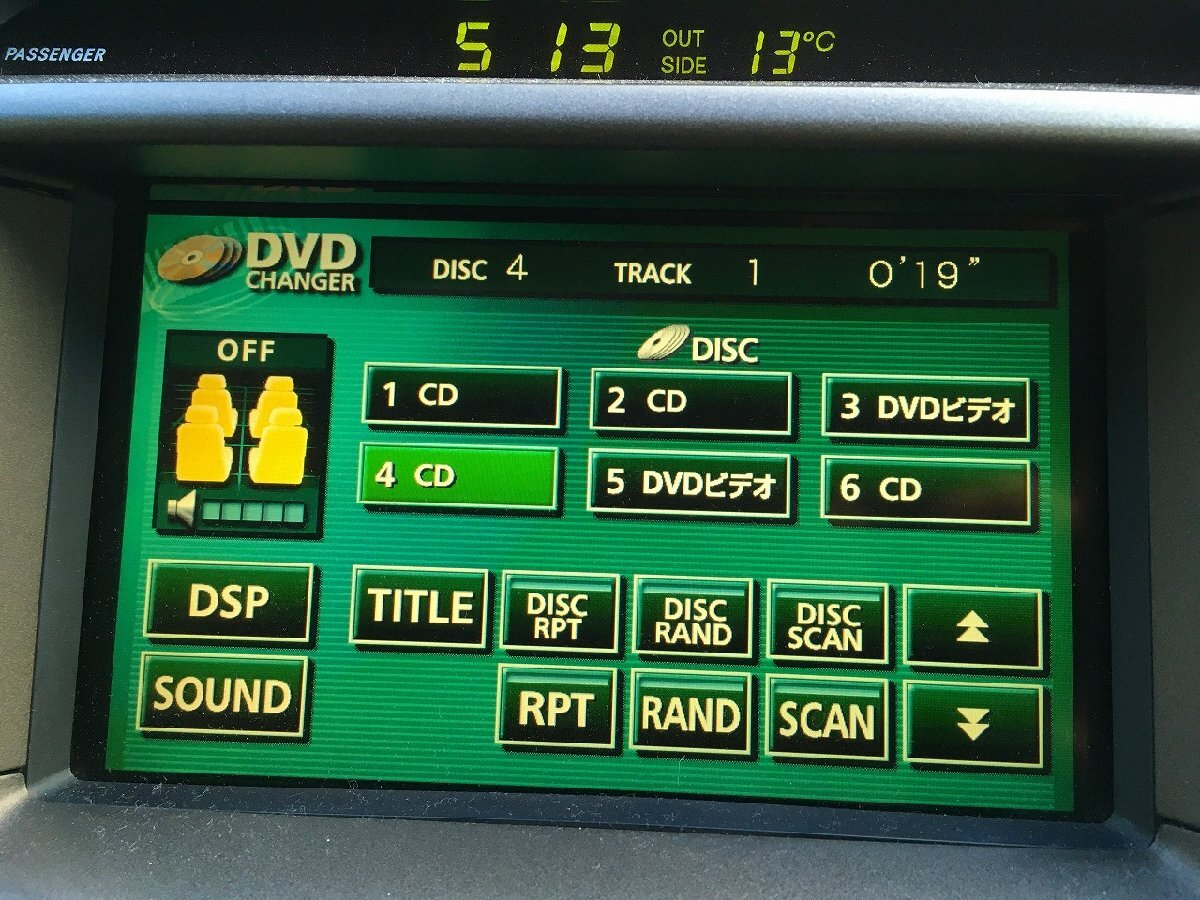 PASSENGER
5 13
OUT SIDE 13°C
DVD CHANGER
DISC 4 TRACK 1 0'19"
OFF
DISC
1 CD
2 CD
3 DVDビデオ
4 CD
5 DVDビデオ
6 CD
DSP
TITLE
DISC RPT
DISC RAND
DISC SCAN
SOUND
RPT
RAND
SCAN